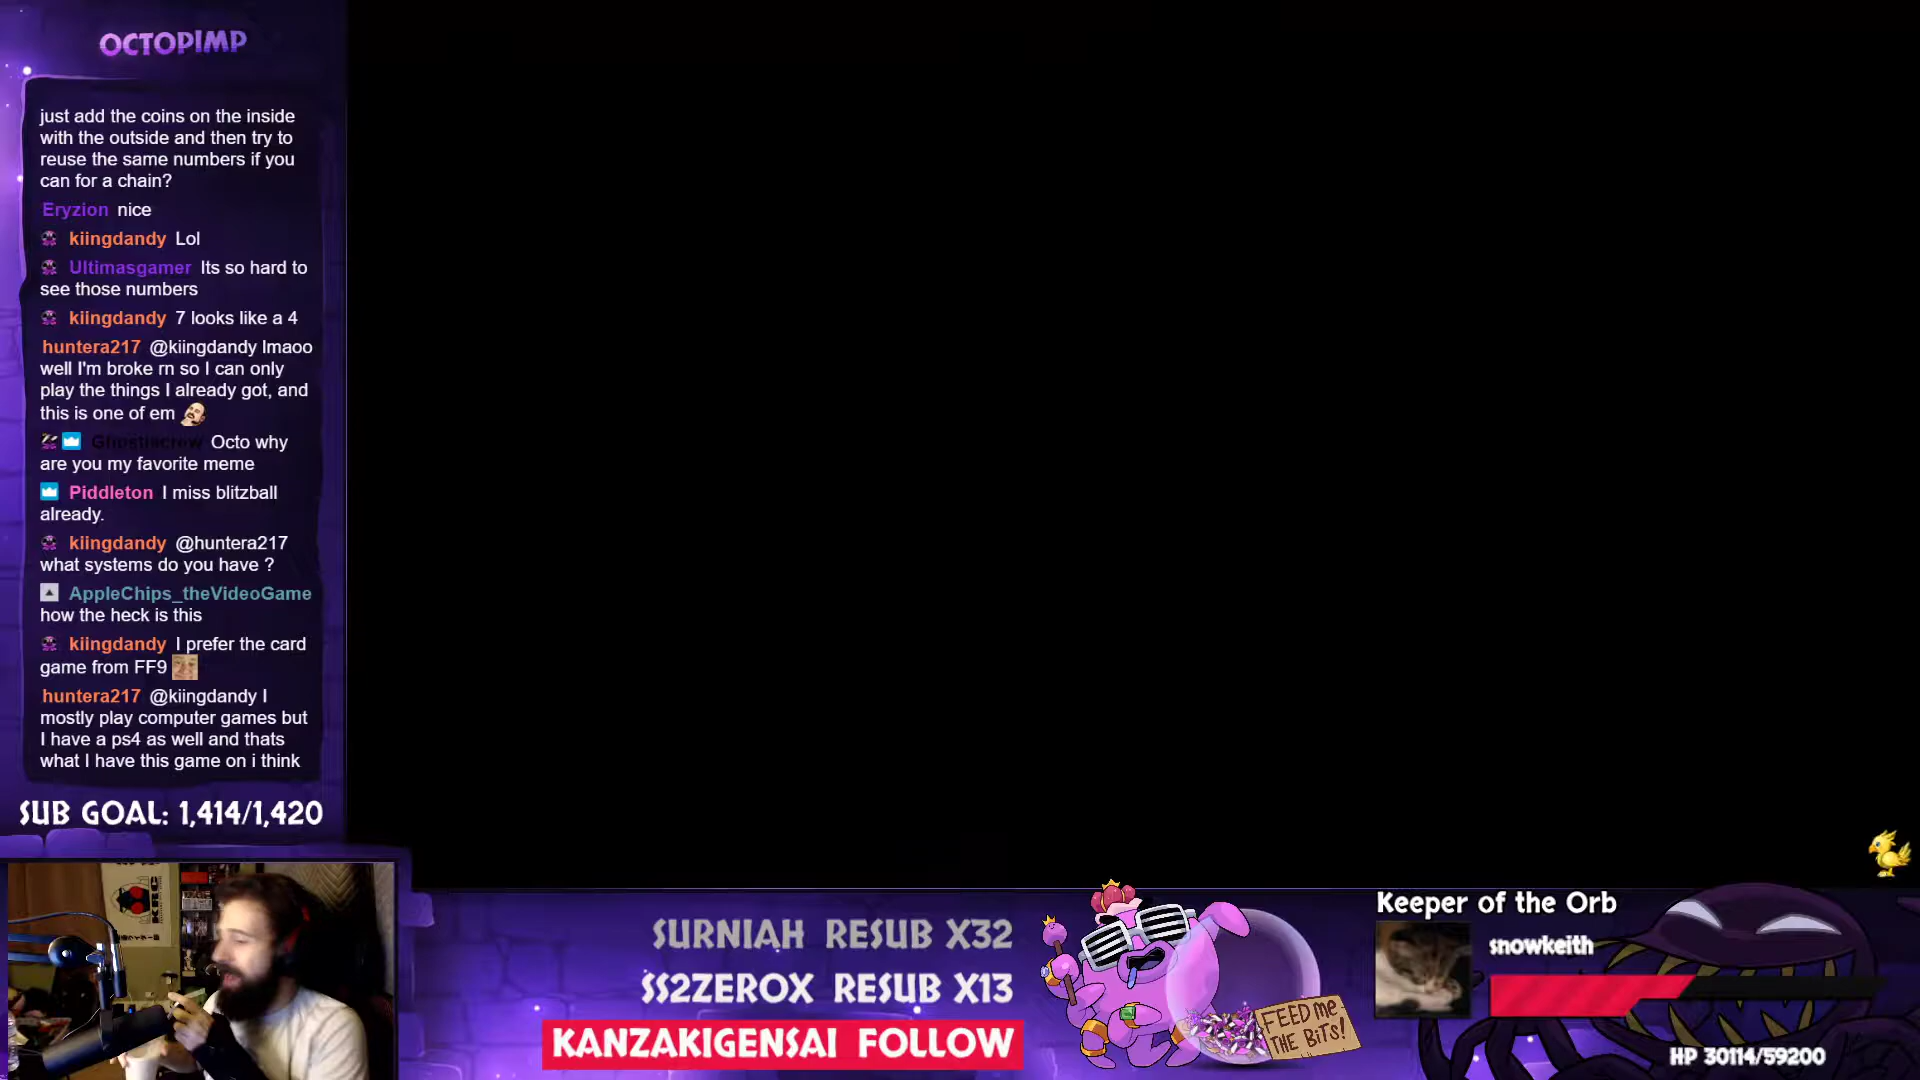 OCTOPIMP
just add the coins on the inside
with the outside and then try to
reuse the same numbers if you
can for a chain?
Eryzion nice
kiingdandy Lol
Ultimasgamer Its so hard to
see those numbers
kiingdandy 7 looks like a 4
huntera217 @kiingdandy lmaoo
well I'm broke rn so I can only
play the things I already got, and
this is one of em
Octo why
are you my favorite meme
Piddleton I miss blitzball
already.
kiingdandy @huntera217
what systems do you have ?
AppleChips_theVideoGame
how the heck is this
kiingdandy I prefer the card
game from FF9
huntera217 @kiingdandy I
mostly play computer games but
I have a ps4 as well and thats
what I have this game on i think
SUB GOAL: 1,414/1,420
SURNIAH RESUB X32
SS2ZEROX RESUB X13
KANZAKIGENSAI FOLLOW
FEED ME
THE BITS!
Keeper of the Orb
snowkeith
HP 30114/59200